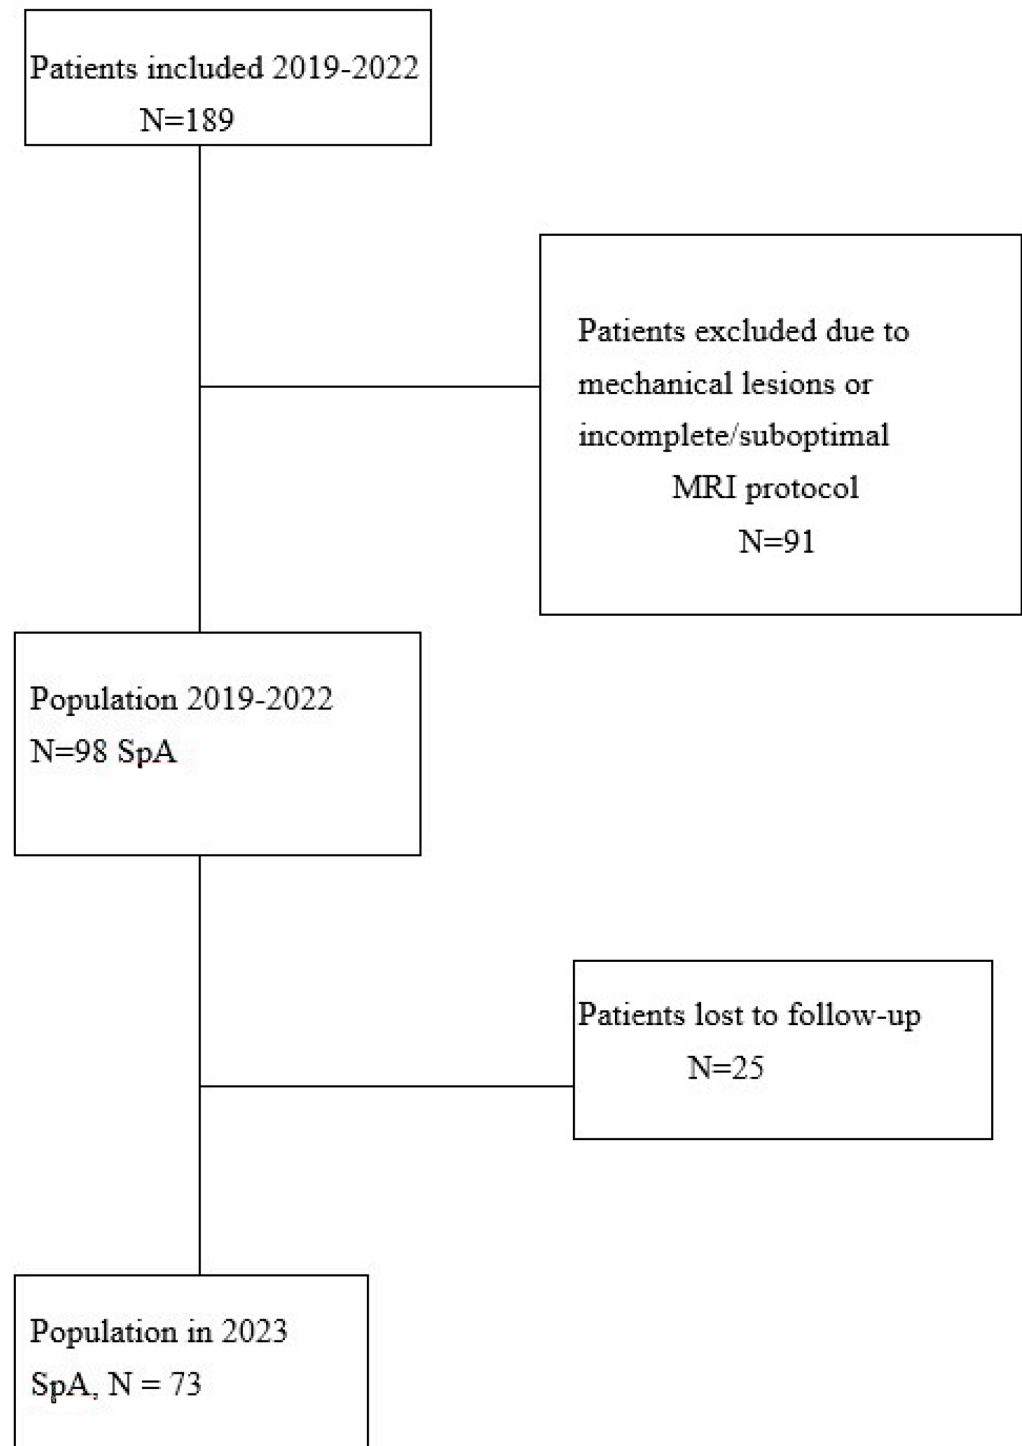 Patients included 2019-2022
N=189
Patients excluded due to
mechanical lesions or
incomplete/suboptimal
MRI protocol
N=91
Population 2019-2022
N=98 SpA
Patients lost to follow-up
N=25
Population in 2023
SpA, N = 73